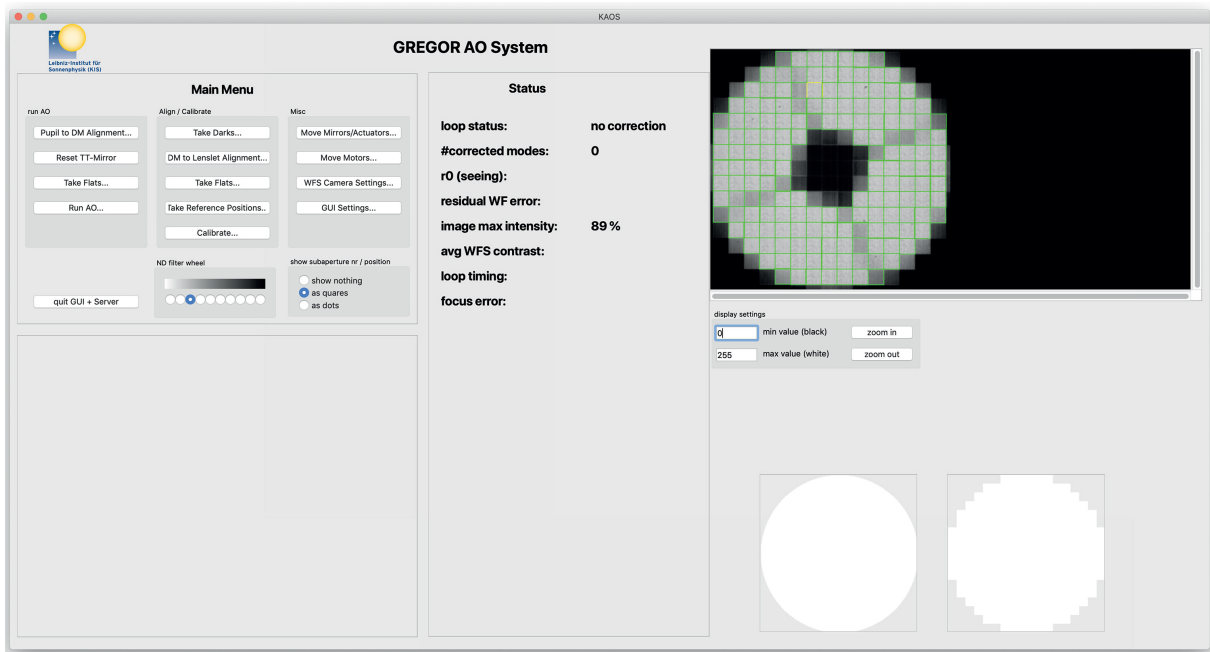 KAOS
Leibniz-Institut für
Sonnenphysik (KIS)
GREGOR AO System
Main Menu
run AO
Align / Calibrate
Misc
Pupil to DM Alignment...
Take Darks...
Move Mirrors/Actuators...
Reset TT-Mirror
DM to Lenslet Alignment...
Move Motors...
Take Flats...
Take Flats...
WFS Camera Settings...
Run AO...
Take Reference Positions..
GUI Settings...
Calibrate...
ND filter wheel
show subaperture nr / position
show nothing
as quares
as dots
quit GUI + Server
Status
loop status: no correction
#corrected modes: 0
r0 (seeing):
residual WF error:
image max intensity: 89 %
avg WFS contrast:
loop timing:
focus error:
display settings
0 min value (black) zoom in
255 max value (white) zoom out